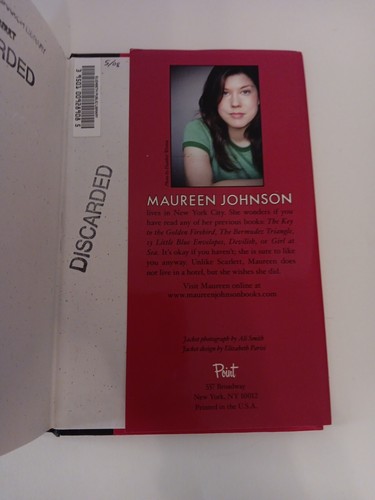 DISCARDED
5/08
MAUREEN JOHNSON
lives in New York City. She wonders if you
have read any of her previous books: The Key
to the Golden Firebird, The Bermudez Triangle,
13 Little Blue Envelopes, Devilish, or Girl at
Sea. It's okay if you haven't; she is sure to like
you anyway. Unlike Scarlett, Maureen does
not live in a hotel, but she wishes she did.
Visit Maureen online at
www.maureenjohnsonbooks.com.
Jacket photograph by Ali Smith
Jacket design by Elizabeth Parisi
Point
557 Broadway
New York, NY 10012
Printed in the U.S.A.